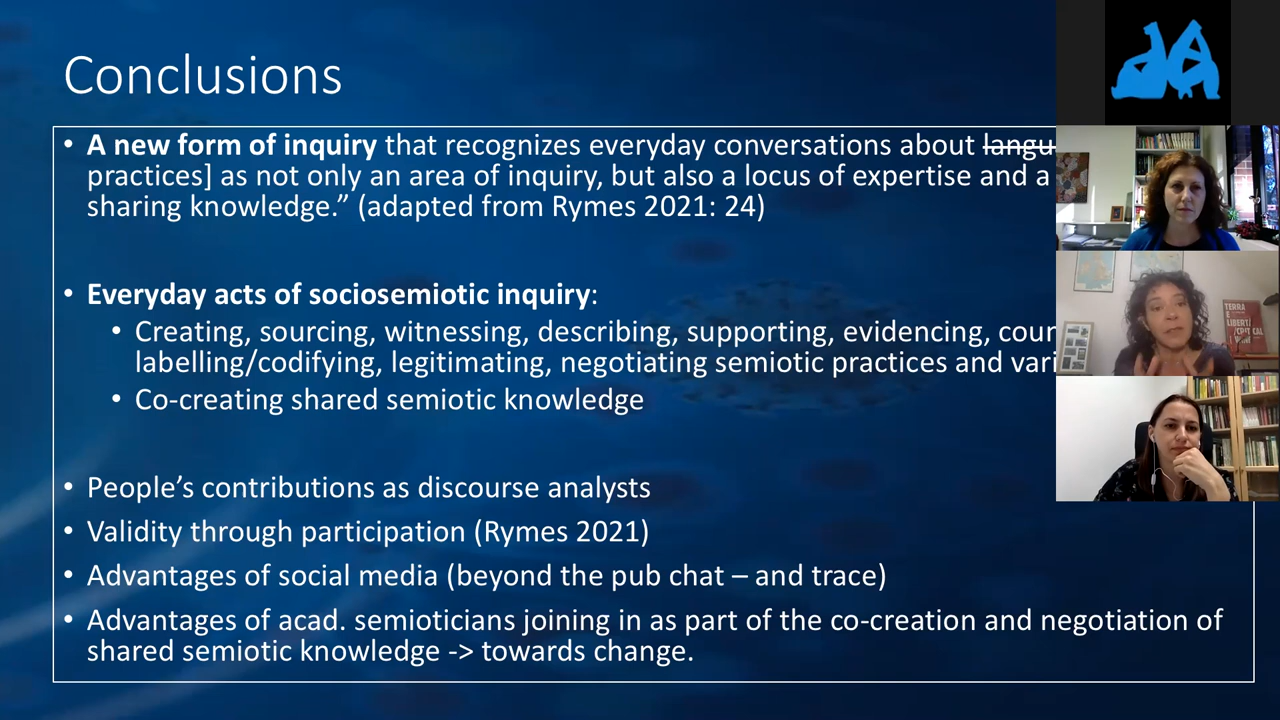 Conclusions
• A new form of inquiry that recognizes everyday conversations about
practices] as not only an area of inquiry, but also a locus of expertise and a
sharing knowledge.” (adapted from Rymes 2021: 24)
• Everyday acts of sociosemiotic inquiry:
• Creating, sourcing, witnessing, describing, supporting, evidencing,
labelling/codifying, legitimating, negotiating semiotic practices and
• Co-creating shared semiotic knowledge
• People’s contributions as discourse analysts
• Validity through participation (Rymes 2021)
• Advantages of social media (beyond the pub chat – and trace)
• Advantages of acad. semioticians joining in as part of the co-creation and negotiation of
shared semiotic knowledge -> towards change.
TERRA
E
LIBERT